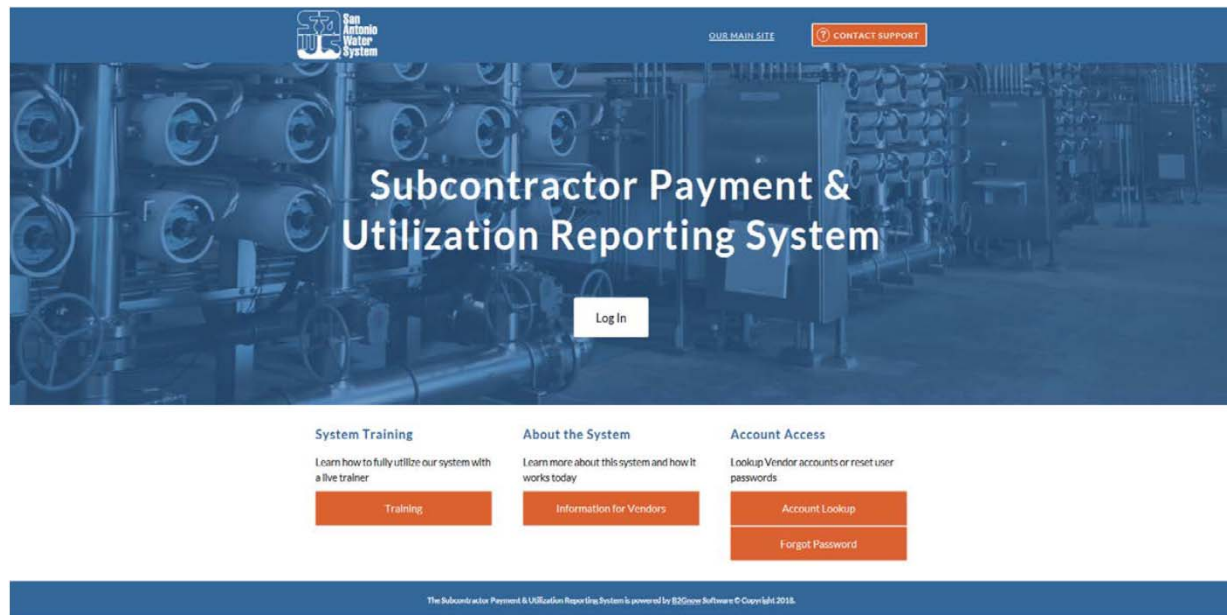 San
Antonio
Water
System
OUR MAIN SITE
? CONTACT SUPPORT
Subcontractor Payment &
Utilization Reporting System
Log In
System Training
Learn how to fully utilize our system with
a live trainer
Training
About the System
Learn more about this system and how it
works today
Information for Vendors
Account Access
Lookup Vendor accounts or reset user
passwords
Account Lookup
Forgot Password
The Subcontractor Payment & Utilization Reporting System is powered by B2Gnow Software © Copyright 2018.